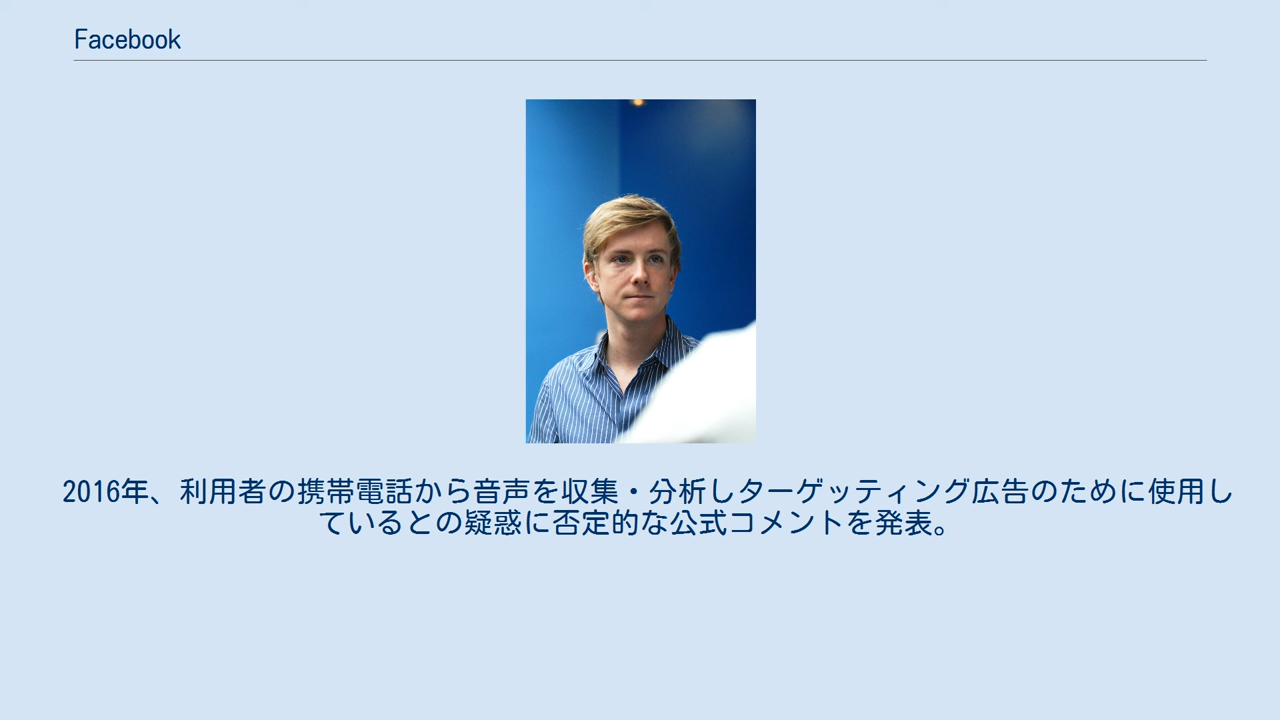 Facebook
2016年、利用者の携帯電話から音声を収集・分析しターゲッティング広告のために使用し
ているとの疑惑に否定的な公式コメントを発表。